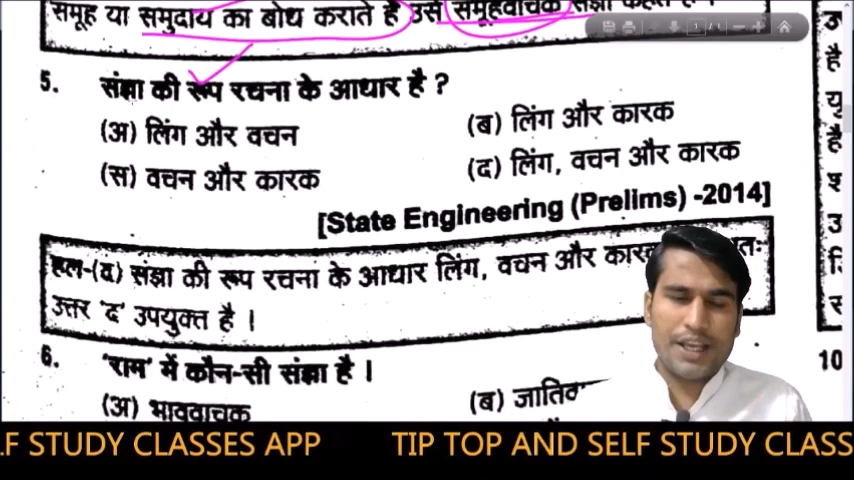 समूह या समुदाय का बोध कराते है उसे समूहवाचक संज्ञा
5. संज्ञा की रूप रचना के आधार है ?
(अ) लिंग और वचन (ब) लिंग और कारक
(स) वचन और कारक (द) लिंग, वचन और कारक
[State Engineering (Prelims) -2014]
हल-(द) संज्ञा की रूप रचना के आधार लिंग, वचन और
उत्तर 'द' उपयुक्त है ।
6. 'राम' में कौन-सी संज्ञा है ।
(अ) भाववाचक (ब)
10
LF STUDY CLASSES APP TIP TOP AND SELF STUDY CLASS